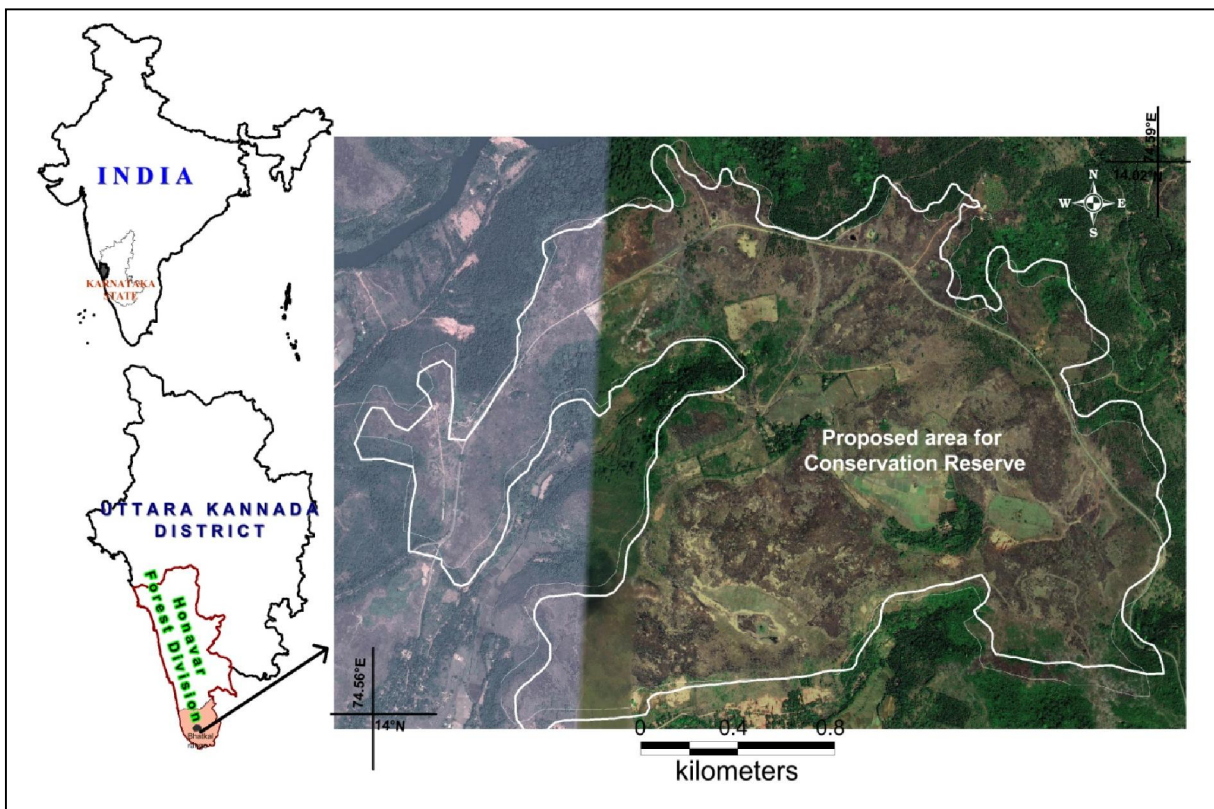 INDIA
KARNATAKA
STATE
UTTARA KANNADA
DISTRICT
Honavar
Forest Division
Bhatkal
74.59°E
14.02°N
N
W E
S
Proposed area for
Conservation Reserve
74.56°E
14°N
0 0.4 0.8
kilometers